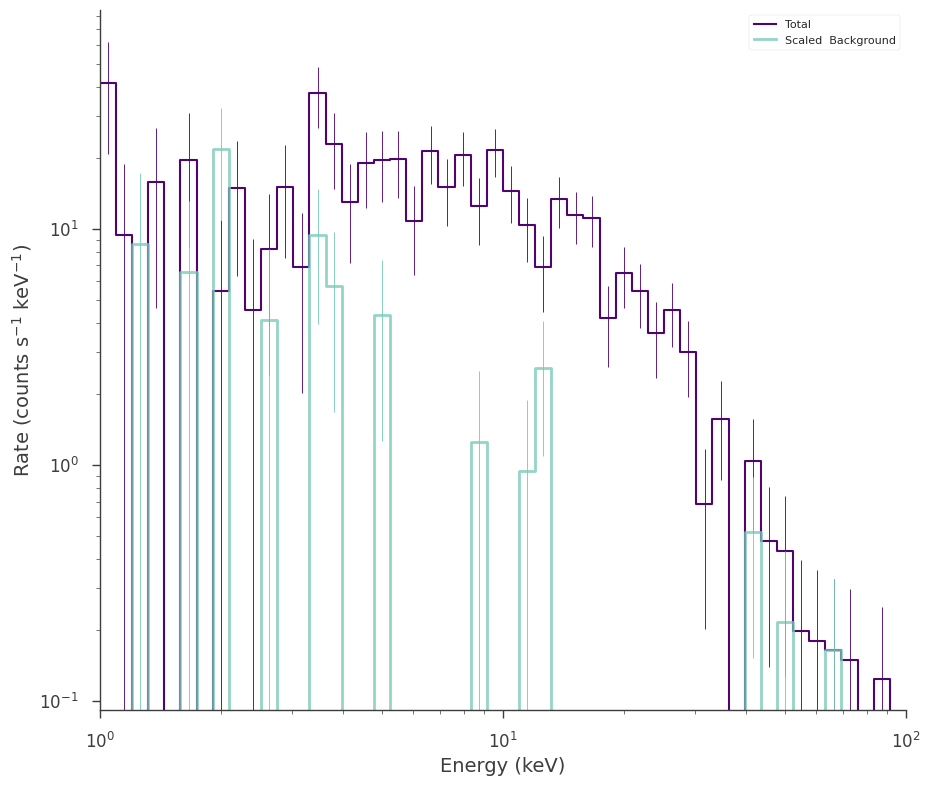 Total
Scaled  Background
Rate (counts s⁻¹ keV⁻¹)
10¹
10⁰
10⁻¹
10⁰ 10¹ 10²
Energy (keV)